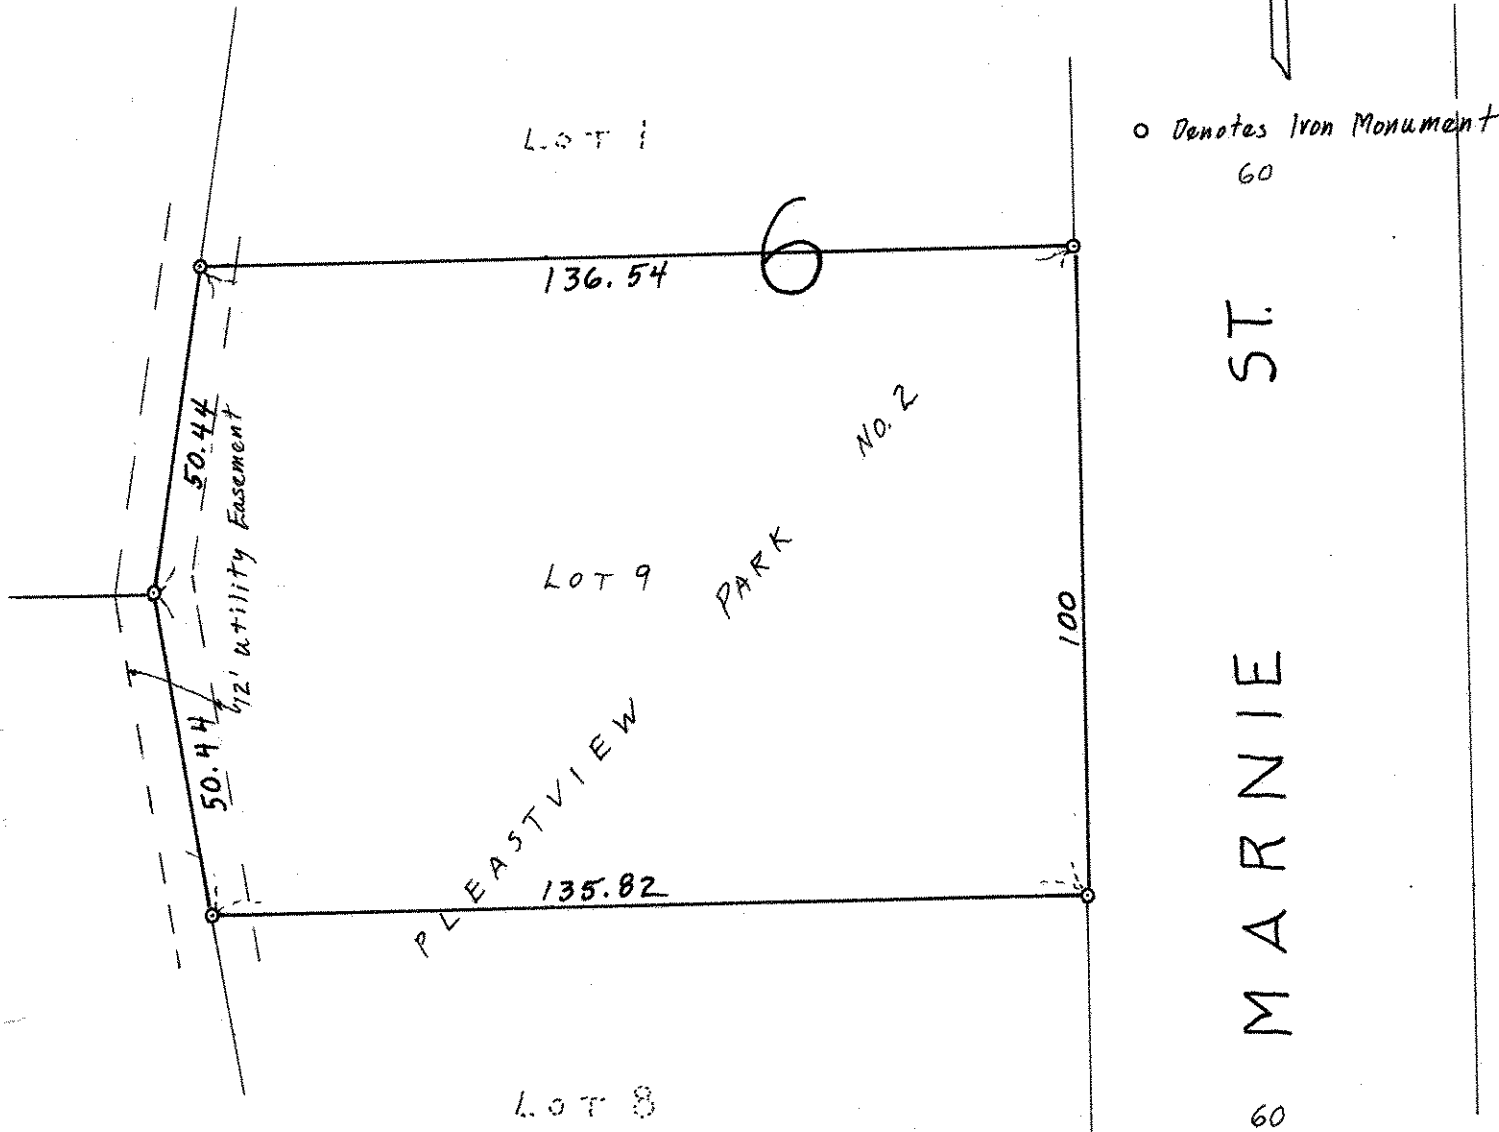 LOT 1
o Denotes Iron Monument
60
6
136.54
ST.
NO. 2
50.44
12' Utility Easement
LOT 9
PARK
100
MARNIE
50.44
PLEASTVIEW
135.82
LOT 8
60